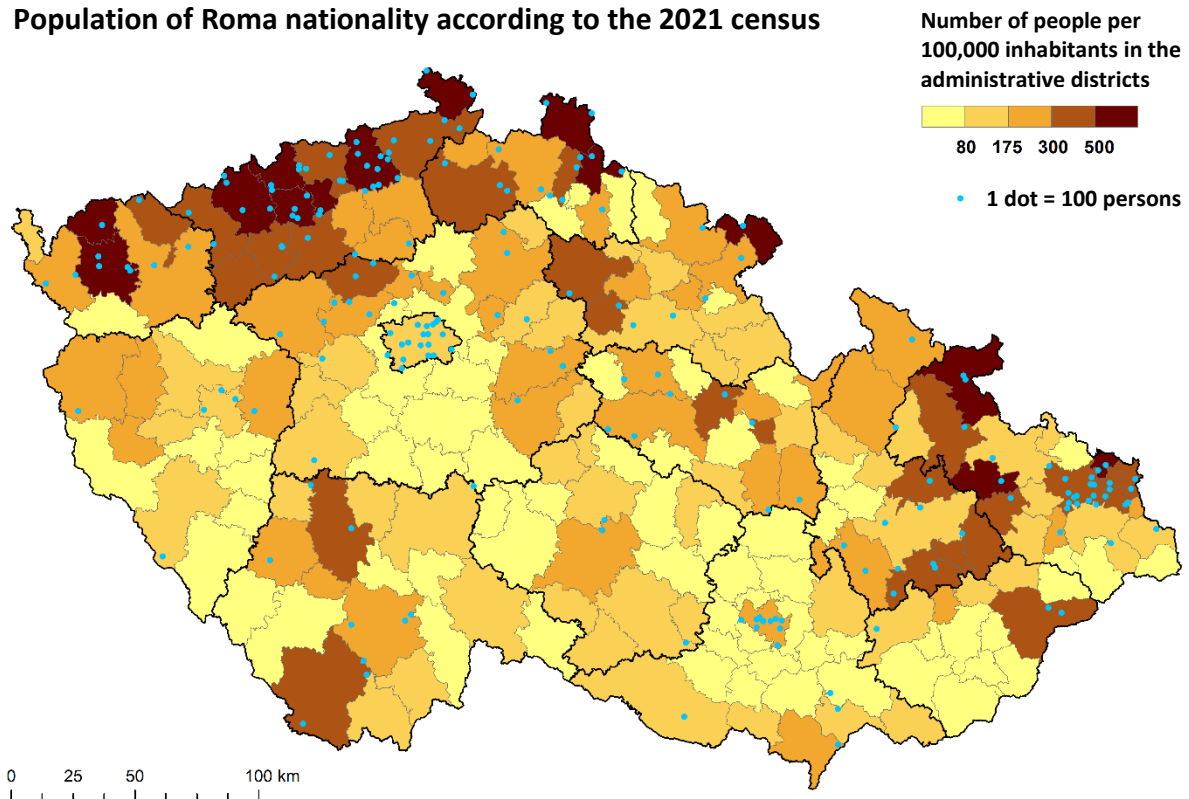 Population of Roma nationality according to the 2021 census
Number of people per
100,000 inhabitants in the
administrative districts
80 175 300 500
1 dot = 100 persons
0 25 50 100 km